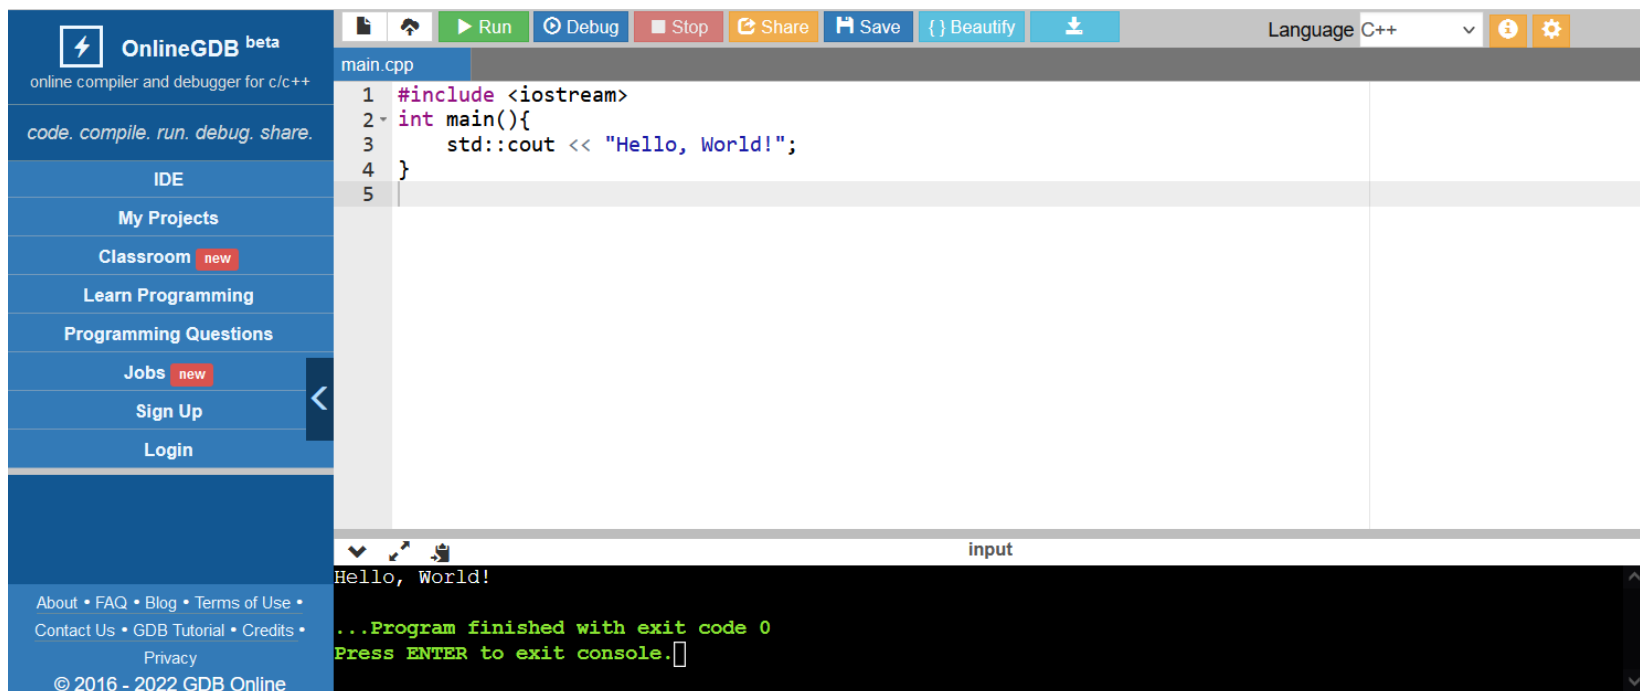 OnlineGDB beta
online compiler and debugger for c/c++
code. compile. run. debug. share.
IDE
My Projects
Classroom new
Learn Programming
Programming Questions
Jobs new
Sign Up
Login
About • FAQ • Blog • Terms of Use •
Contact Us • GDB Tutorial • Credits •
Privacy
© 2016 - 2022 GDB Online
Run Debug Stop Share Save { } Beautify Language C++
main.cpp
1 #include <iostream>
2 int main(){
3     std::cout << "Hello, World!";
4 }
5
input
Hello, World!
...Program finished with exit code 0
Press ENTER to exit console.